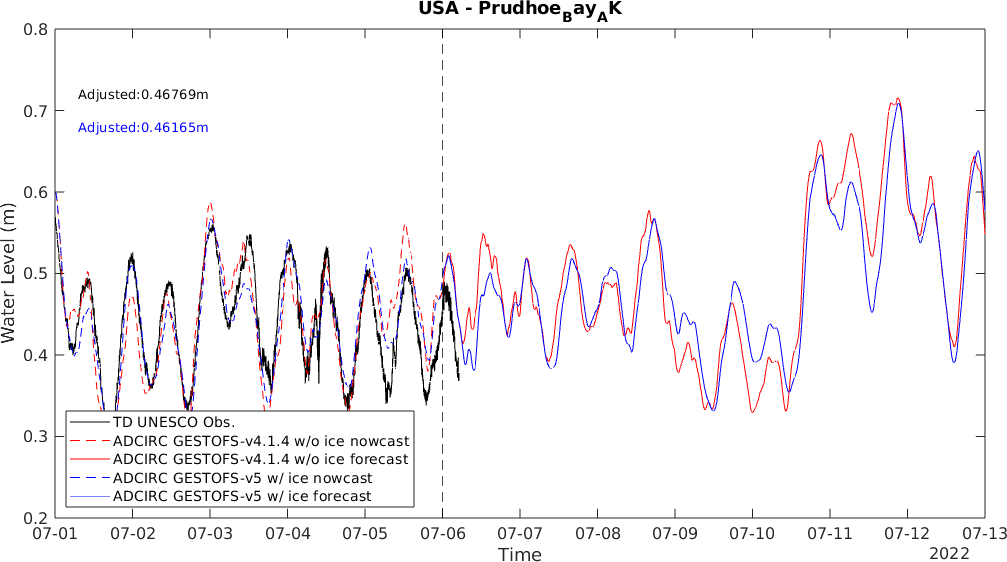 USA - PrudhoeBayAK
0.8
0.7
0.6
0.5
0.4
0.3
0.2
Water Level (m)
Adjusted:0.46769m
Adjusted:0.46165m
TD UNESCO Obs.
ADCIRC GESTOFS-v4.1.4 w/o ice nowcast
ADCIRC GESTOFS-v4.1.4 w/o ice forecast
ADCIRC GESTOFS-v5 w/ ice nowcast
ADCIRC GESTOFS-v5 w/ ice forecast
07-01 07-02 07-03 07-04 07-05 07-06 07-07 07-08 07-09 07-10 07-11 07-12 07-13
Time
2022